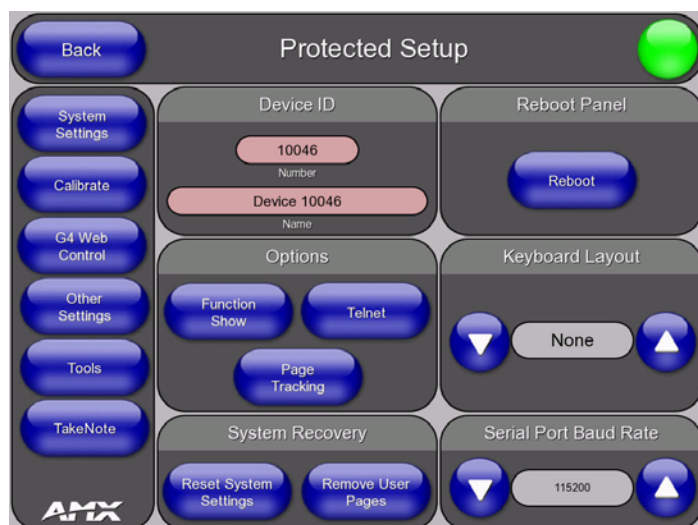 Back
Protected Setup
System
Settings
Calibrate
G4 Web
Control
Other
Settings
Tools
TakeNote
AMX
Device ID
10046
Number
Device 10046
Name
Reboot Panel
Reboot
Options
Function
Show
Telnet
Page
Tracking
Keyboard Layout
None
System Recovery
Reset System
Settings
Remove User
Pages
Serial Port Baud Rate
115200